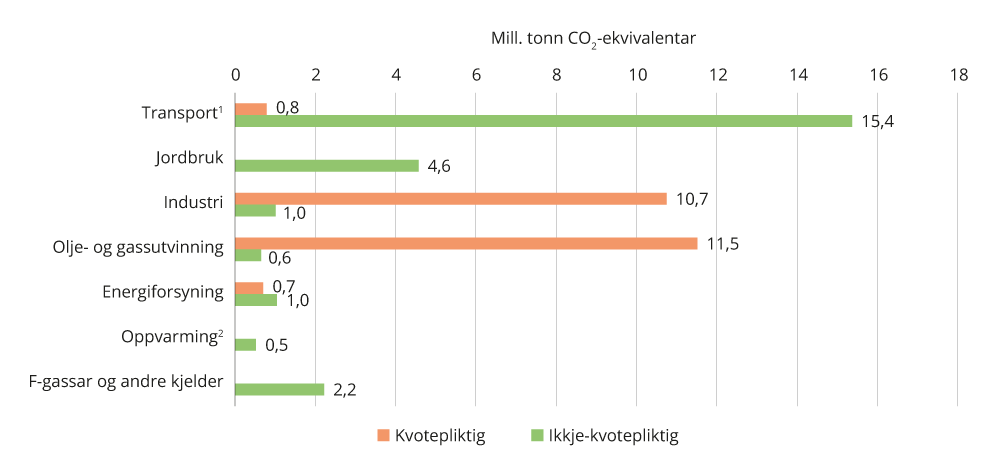 Mill. tonn CO₂-ekvivalentar
0 2 4 6 8 10 12 14 16 18
Transport¹ 0,8 15,4
Jordbruk 4,6
Industri 10,7 1,0
Olje- og gassutvinning 11,5 0,6
Energiforsyning 0,7 1,0
Oppvarming² 0,5
F-gassar og andre kjelder 2,2
Kvotepliktig Ikkje-kvotepliktig